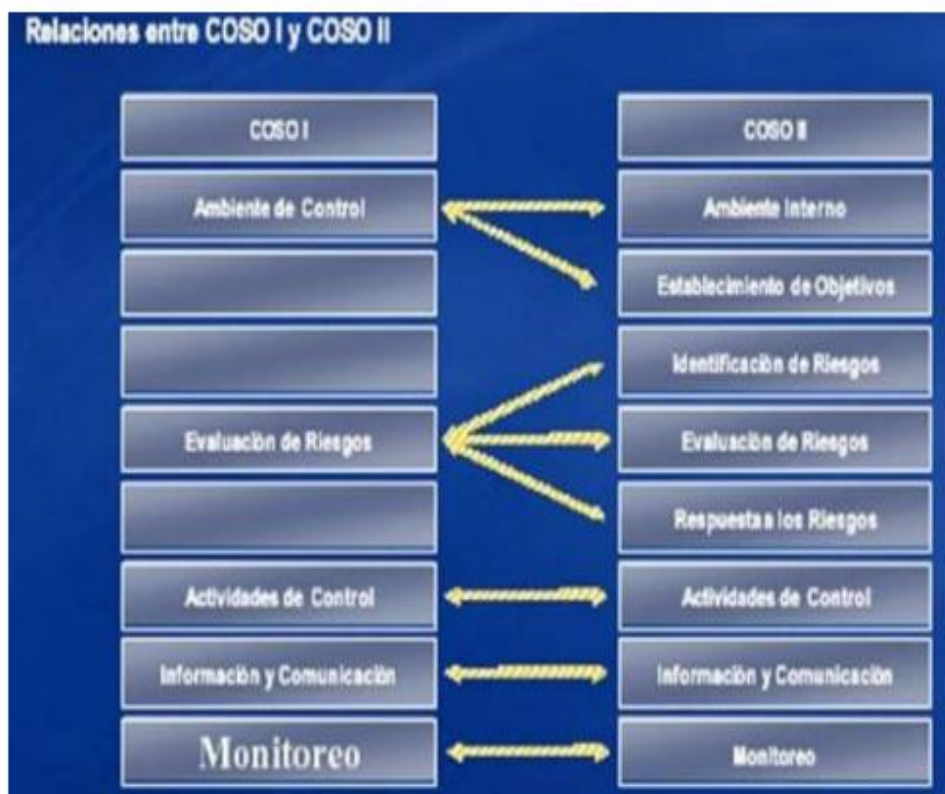 Relaciones entre COSO I y COSO II
COSO I
COSO II
Ambiente de Control
Ambiente Interno
Establecimiento de Objetivos
Identificación de Riesgos
Evaluación de Riesgos
Evaluación de Riesgos
Respuesta a los Riesgos
Actividades de Control
Actividades de Control
Información y Comunicación
Información y Comunicación
Monitoreo
Monitoreo